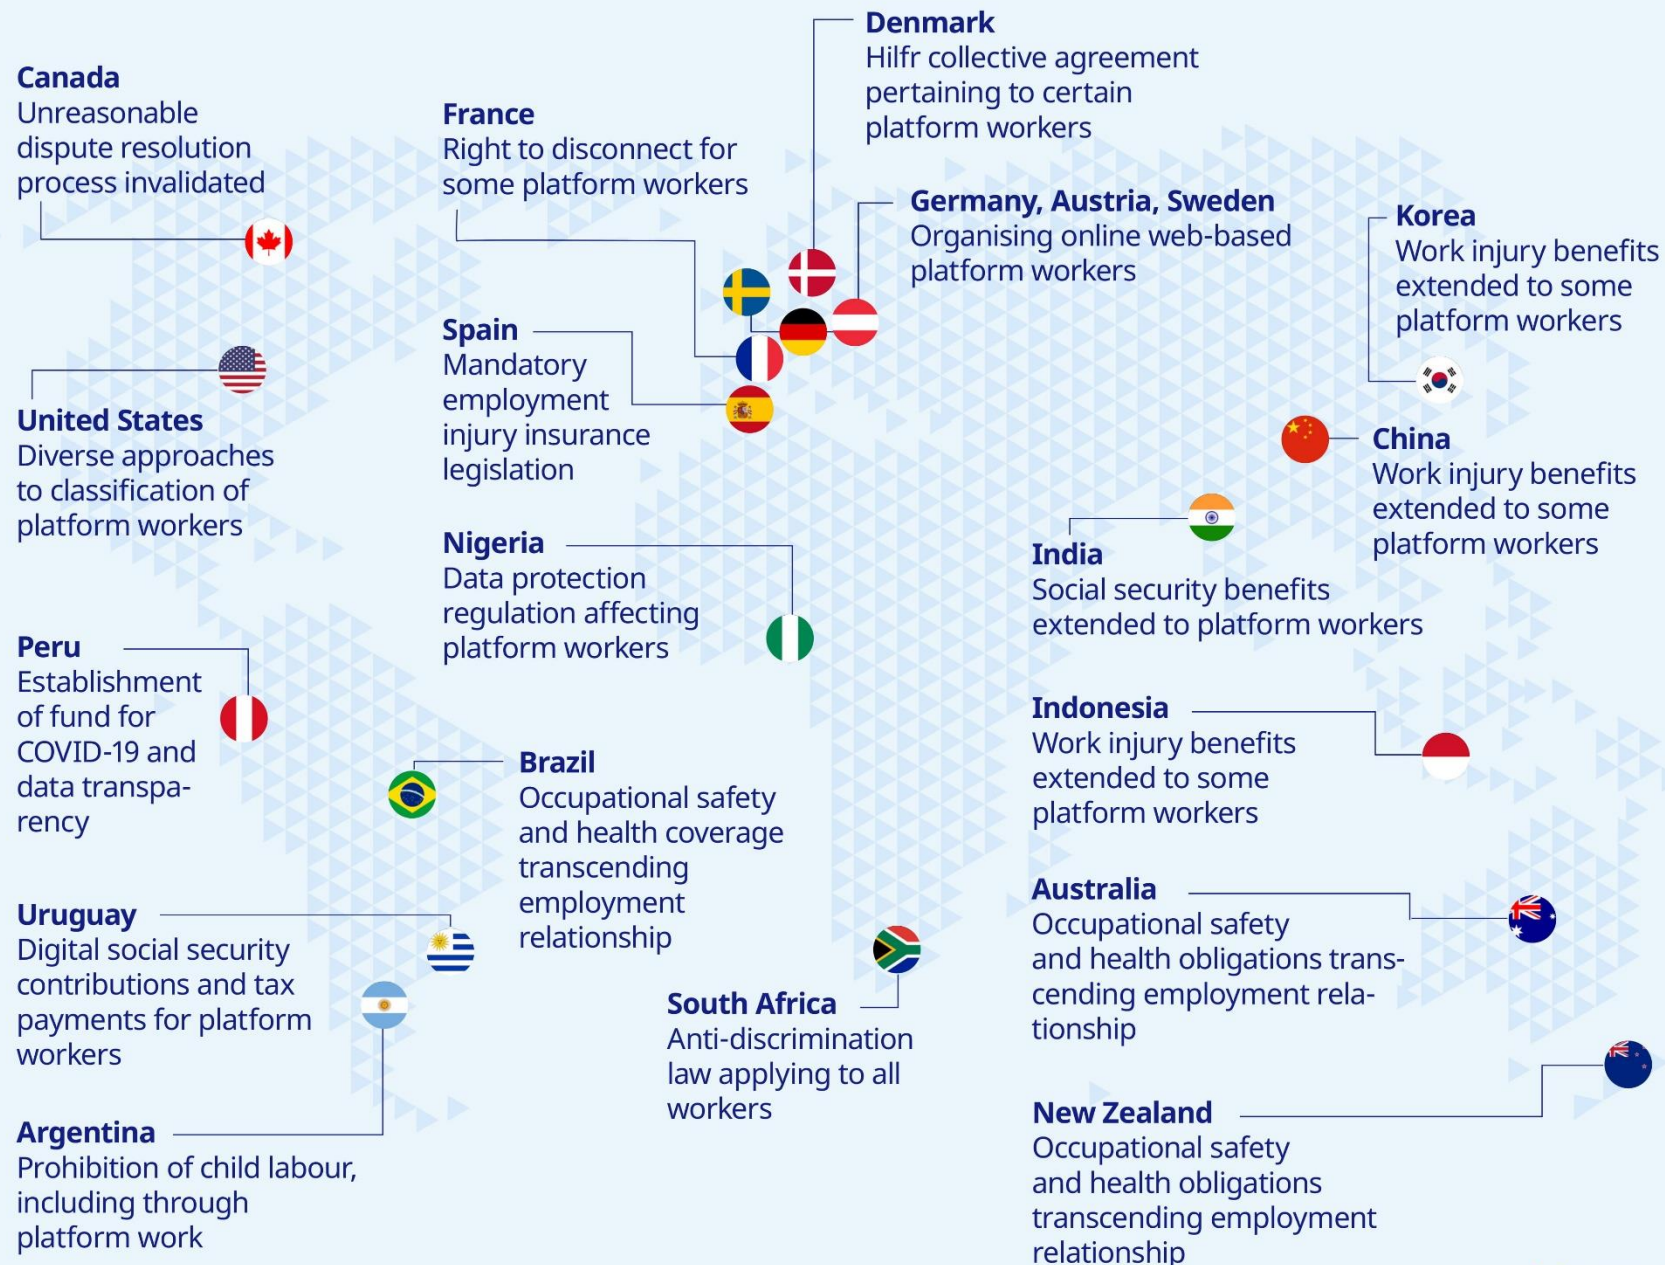 Denmark
Hilfr collective agreement
pertaining to certain
platform workers
Canada
Unreasonable
dispute resolution
process invalidated
France
Right to disconnect for
some platform workers
Germany, Austria, Sweden
Organising online web-based
platform workers
Korea
Work injury benefits
extended to some
platform workers
Spain
Mandatory
employment
injury insurance
legislation
United States
Diverse approaches
to classification of
platform workers
China
Work injury benefits
extended to some
platform workers
Nigeria
Data protection
regulation affecting
platform workers
India
Social security benefits
extended to platform workers
Peru
Establishment
of fund for
COVID-19 and
data transpa-
rency
Indonesia
Work injury benefits
extended to some
platform workers
Brazil
Occupational safety
and health coverage
transcending
employment
relationship
Australia
Occupational safety
and health obligations trans-
cending employment rela-
tionship
Uruguay
Digital social security
contributions and tax
payments for platform
workers
South Africa
Anti-discrimination
law applying to all
workers
Argentina
Prohibition of child labour,
including through
platform work
New Zealand
Occupational safety
and health obligations
transcending employment
relationship